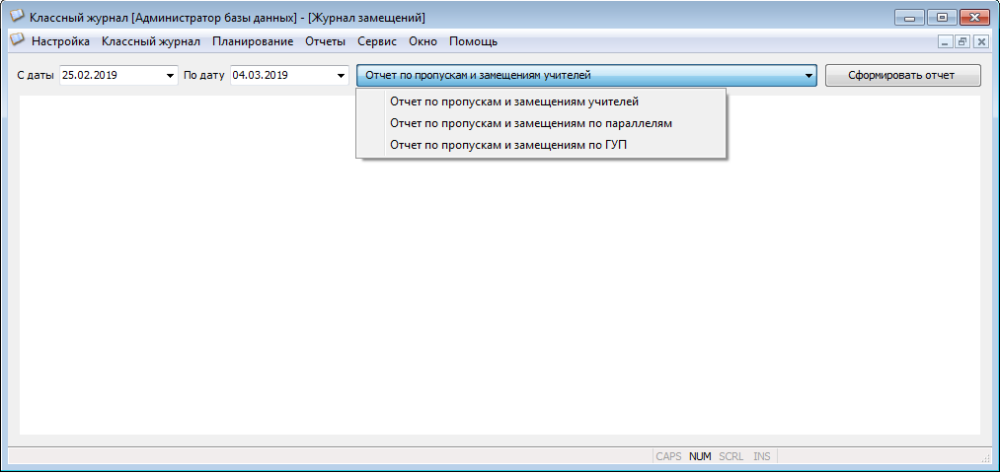 Классный журнал [Администратор базы данных] - [Журнал замещений]
Настройка Классный журнал Планирование Отчеты Сервис Окно Помощь
С даты 25.02.2019 По дату 04.03.2019 Отчет по пропускам и замещениям учителей Сформировать отчет
Отчет по пропускам и замещениям учителей
Отчет по пропускам и замещениям по параллелям
Отчет по пропускам и замещениям по ГУП
CAPS NUM SCRL INS